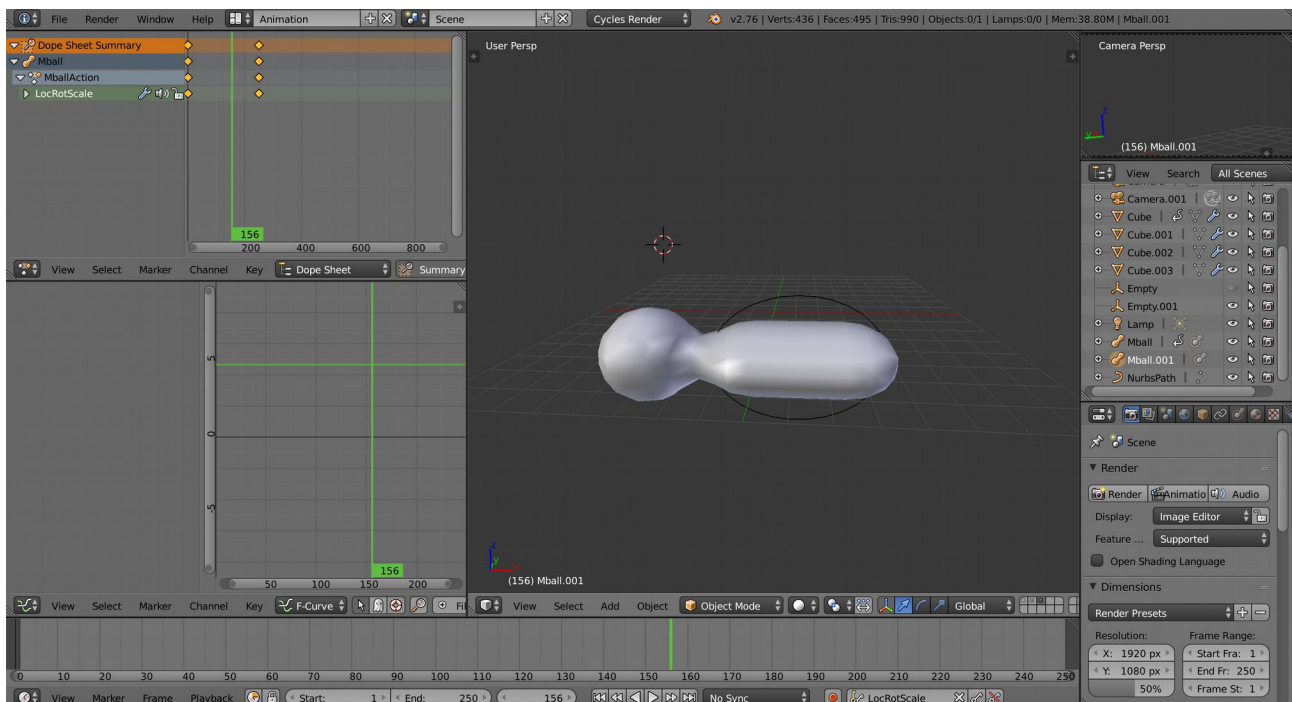 File Render Window Help Animation Scene Cycles Render v2.76 | Verts:436 | Faces:495 | Tris:990 | Objects:0/1 | Lamps:0/0 | Mem:38.80M | Mball.001
Dope Sheet Summary
Mball
MballAction
LocRotScale
156
200 400 600 800
View Select Marker Channel Key Dope Sheet Summary
5
0
-5
156
50 100 150 200
View Select Marker Channel Key F-Curve Fil
User Persp
z
y x
(156) Mball.001
View Select Add Object Object Mode Global
Camera Persp
z
y
(156) Mball.001
View Search All Scenes
Camera.001
Cube
Cube.001
Cube.002
Cube.003
Empty
Empty.001
Lamp
Mball
Mball.001
NurbsPath
Scene
Render
Render Animatio Audio
Display: Image Editor
Feature ... Supported
Open Shading Language
Dimensions
Render Presets
Resolution: Frame Range:
X: 1920 px Start Fra: 1
Y: 1080 px End Fr: 250
50% Frame St: 1
0 10 20 30 40 50 60 70 80 90 100 110 120 130 140 150 160 170 180 190 200 210 220 230 240 250
View Marker Frame Playback Start: 1 End: 250 156 No Sync LocRotScale